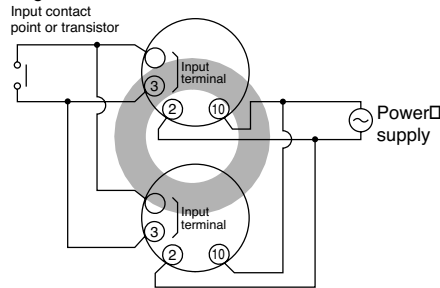 Input contact
point or transistor
Input
terminal
3
2
10
Power
supply
Input
terminal
3
2
10